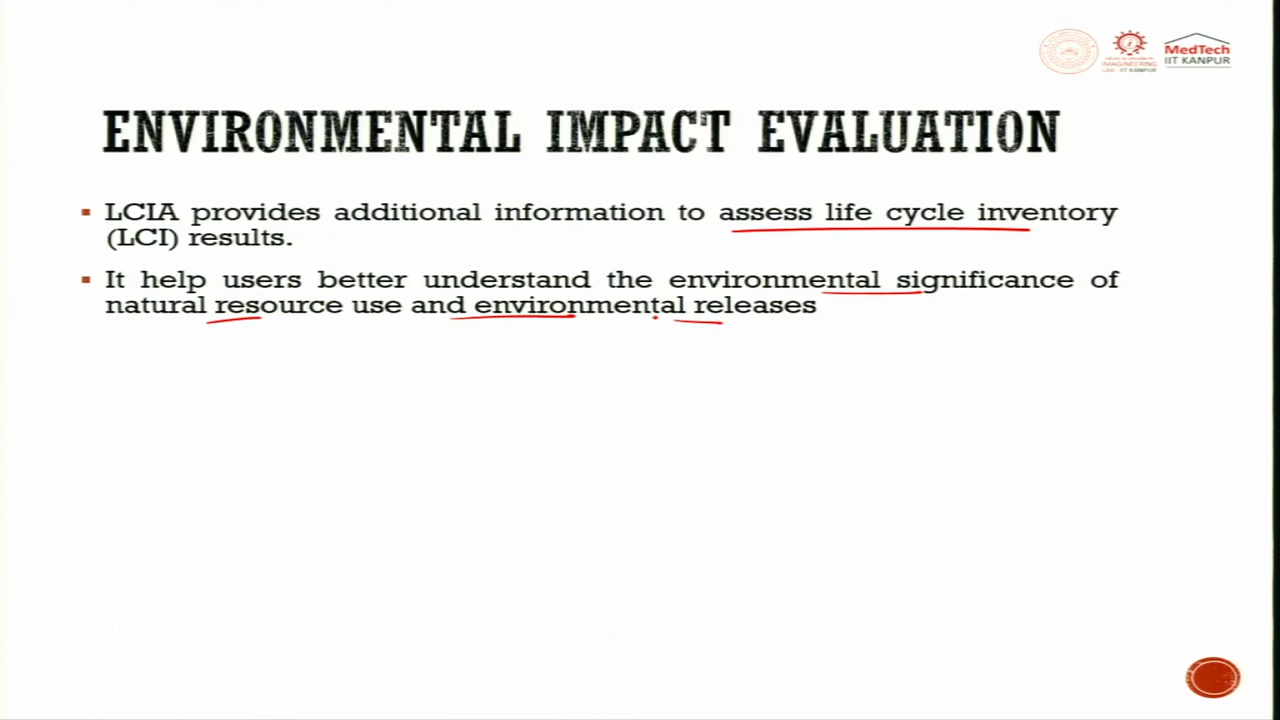 MedTech
IIT KANPUR
ENVIRONMENTAL IMPACT EVALUATION
LCIA provides additional information to assess life cycle inventory
(LCI) results.
It help users better understand the environmental significance of
natural resource use and environmental releases